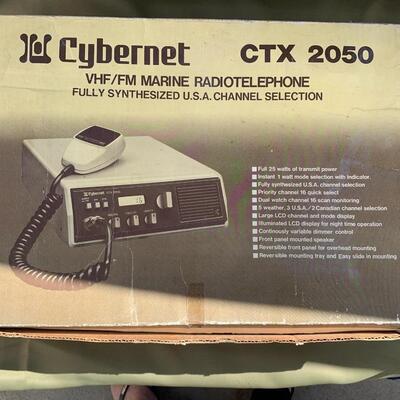 Cybernet CTX 2050
VHF/FM MARINE RADIOTELEPHONE
FULLY SYNTHESIZED U.S.A. CHANNEL SELECTION
Full 25 watts of transmit power
Instant 1 watt mode selection with Indicator.
Fully synthesized U.S.A. channel selection
Priority channel 16 quick select
Dual watch channel 16 scan monitoring
5 weather, 3 U.S.A./2 Canadian channel selection
Large LCD channel and mode display
Illuminated LCD display for night time operation
Continously variable dimmer control
Front panel mounted speaker
Reversible front panel for overhead mounting
Reversible mounting tray and Easy slide in mounting
Cybernet
16